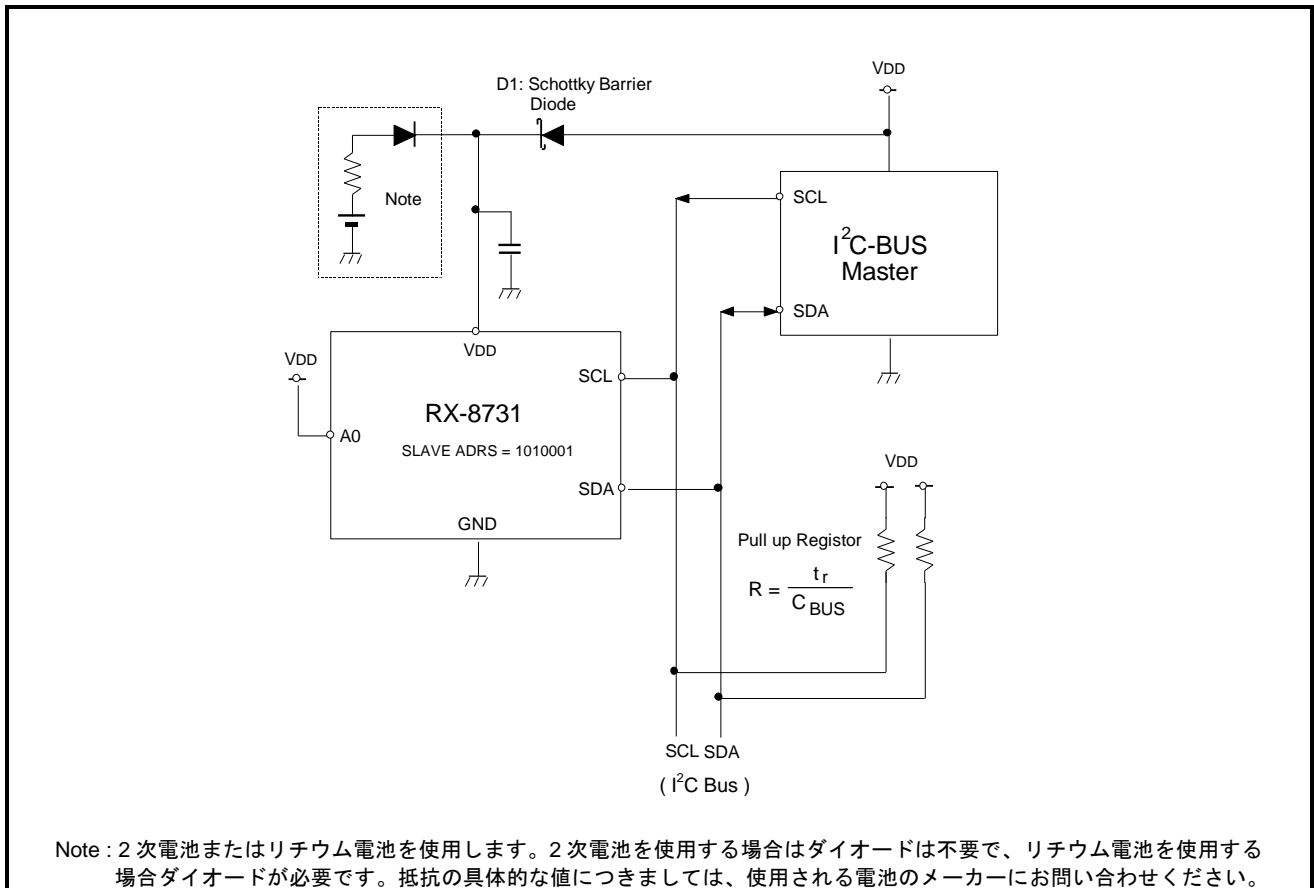 VDD
D1: Schottky Barrier
Diode
Note
SCL
I2C-BUS
Master
SDA
VDD
VDD
SCL
RX-8731
A0
SLAVE ADRS = 1010001
SDA
GND
VDD
Pull up Registor
R = tr / CBUS
SCL SDA
( I2C Bus )
Note : 2 次電池またはリチウム電池を使用します。2 次電池を使用する場合はダイオードは不要で、リチウム電池を使用する
場合ダイオードが必要です。抵抗の具体的な値につきましては、使用される電池のメーカーにお問い合わせください。